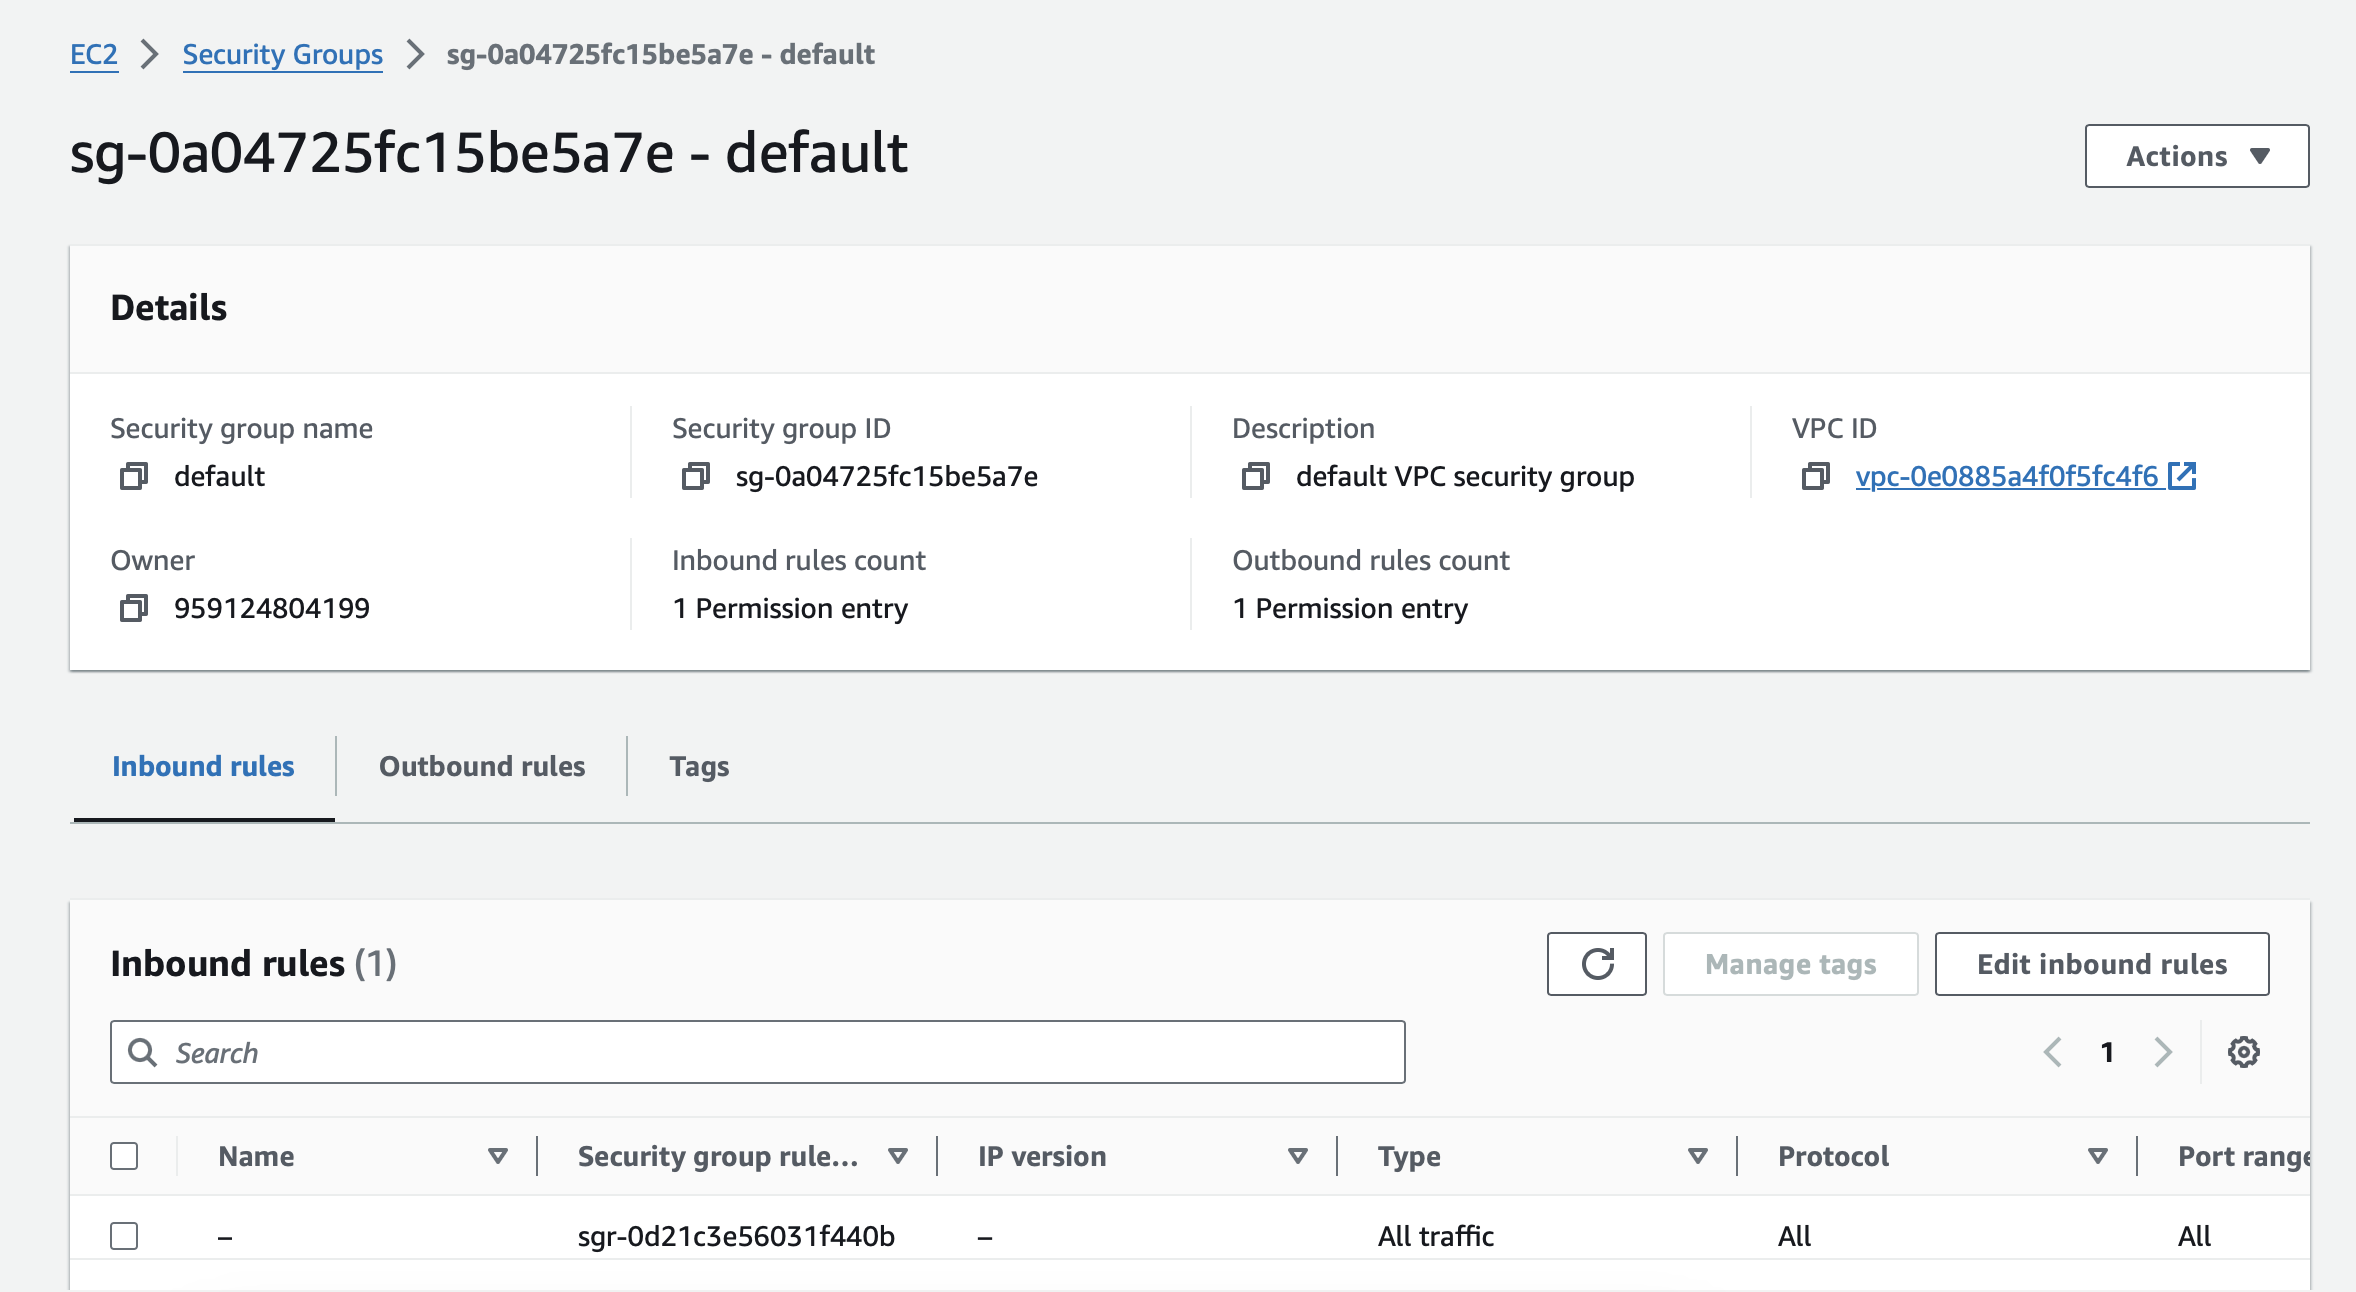 EC2 > Security Groups > sg-0a04725fc15be5a7e - default
sg-0a04725fc15be5a7e - default
Actions
Details
Security group name
default
Security group ID
sg-0a04725fc15be5a7e
Description
default VPC security group
VPC ID
vpc-0e0885a4f0f5fc4f6
Owner
959124804199
Inbound rules count
1 Permission entry
Outbound rules count
1 Permission entry
Inbound rules
Outbound rules
Tags
Inbound rules (1)
Manage tags
Edit inbound rules
Search
1
Name Security group rule... IP version Type Protocol Port range
– sgr-0d21c3e56031f440b – All traffic All All